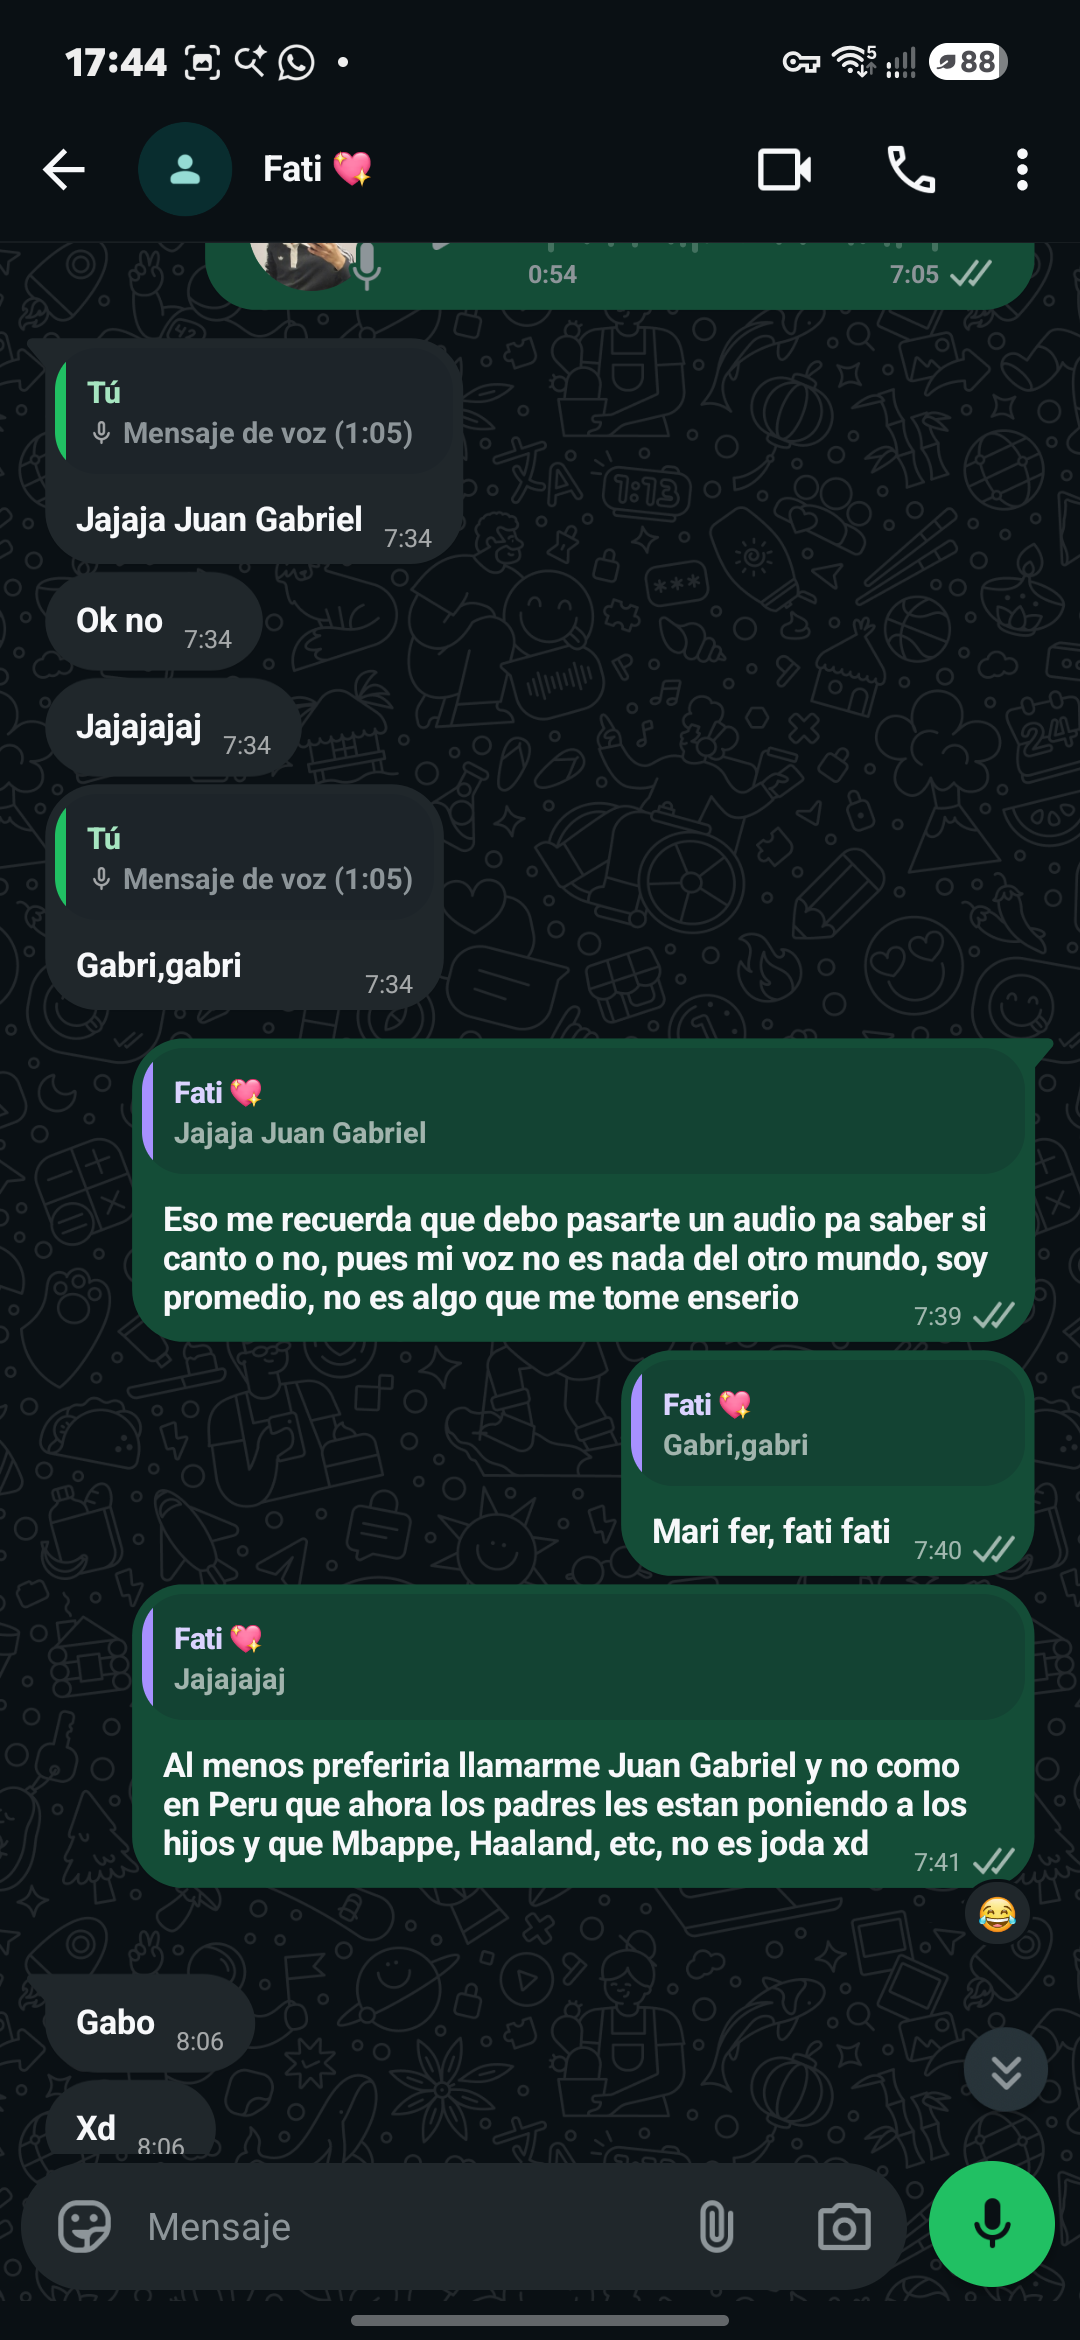 17:44
5
88
Fati 💖
0:54
7:05
Tú
Mensaje de voz (1:05)
Jajaja Juan Gabriel
7:34
Ok no
7:34
Jajajajaj
7:34
Tú
Mensaje de voz (1:05)
Gabri,gabri
7:34
Fati 💖
Jajaja Juan Gabriel
Eso me recuerda que debo pasarte un audio pa saber si
canto o no, pues mi voz no es nada del otro mundo, soy
promedio, no es algo que me tome enserio
7:39
Fati 💖
Gabri,gabri
Mari fer, fati fati
7:40
Fati 💖
Jajajajaj
Al menos preferiria llamarme Juan Gabriel y no como
en Peru que ahora los padres les estan poniendo a los
hijos y que Mbappe, Haaland, etc, no es joda xd
7:41
😂
Gabo
8:06
Xd
8:06
Mensaje